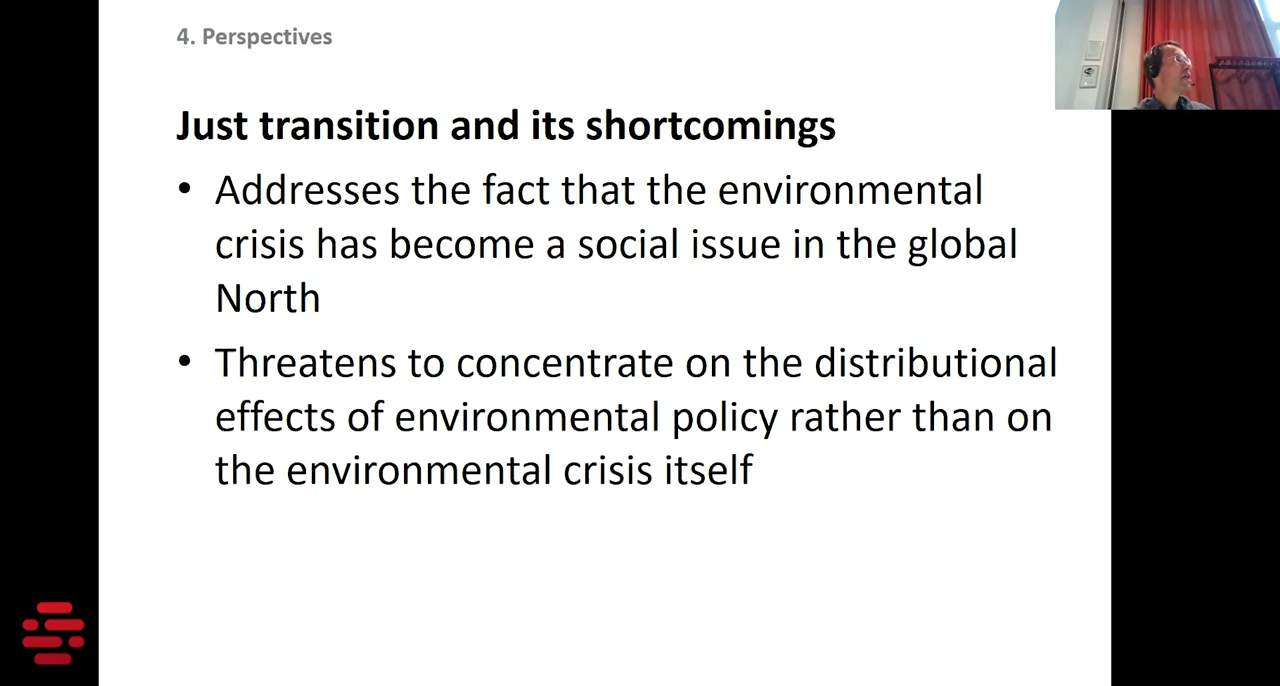 4. Perspectives
Just transition and its shortcomings
• Addresses the fact that the environmental
crisis has become a social issue in the global
North
• Threatens to concentrate on the distributional
effects of environmental policy rather than on
the environmental crisis itself